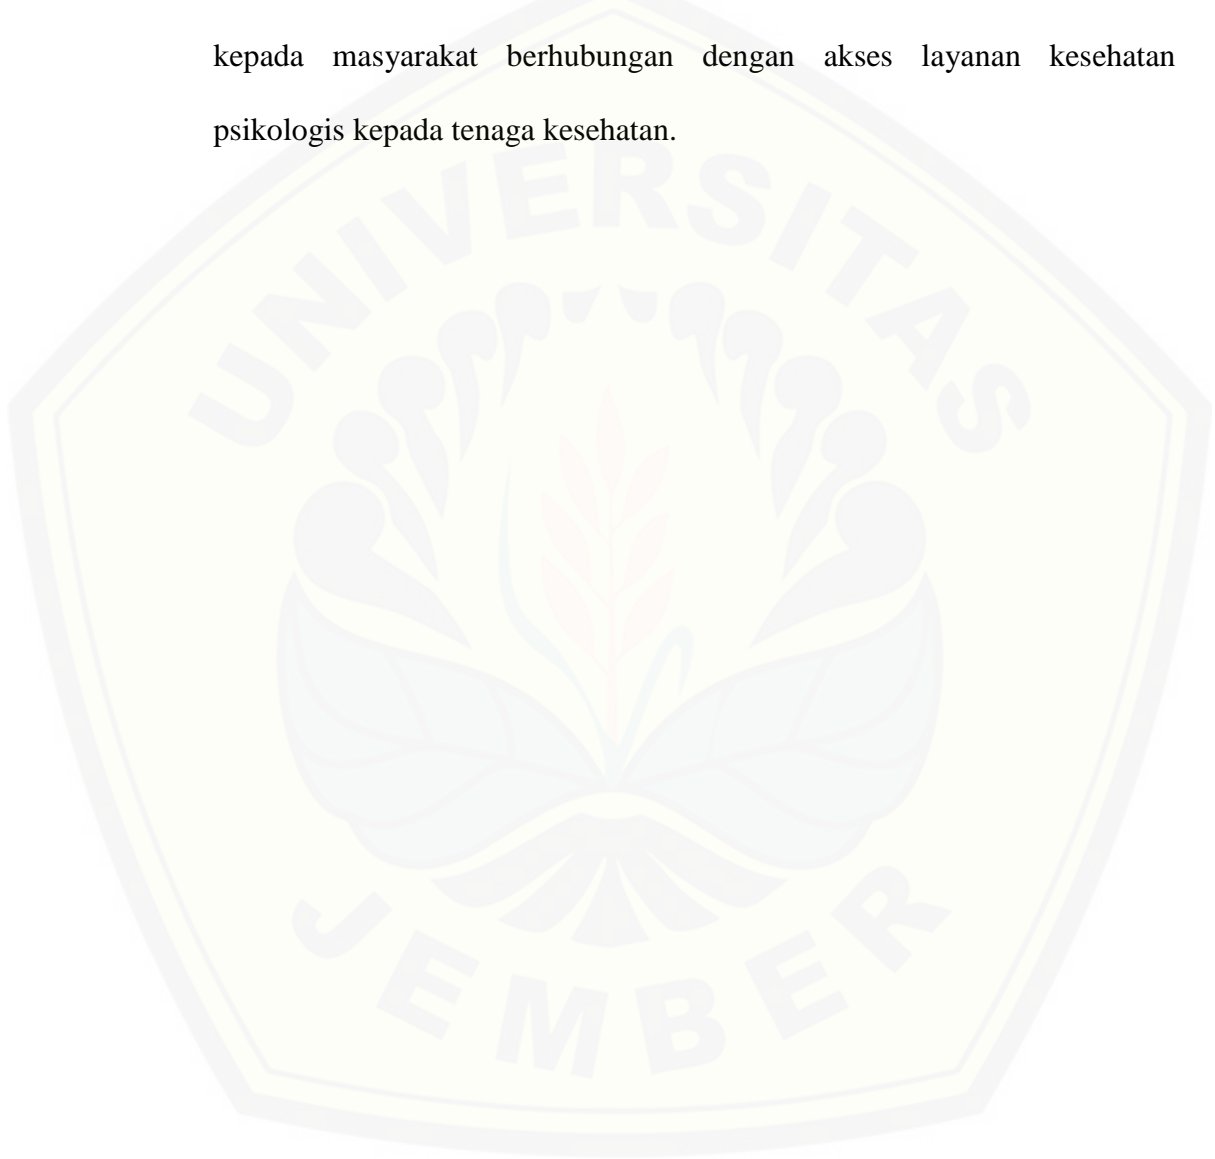 kepada masyarakat berhubungan dengan akses layanan kesehatan
psikologis kepada tenaga kesehatan.
UNIVERSITAS
JEMBER